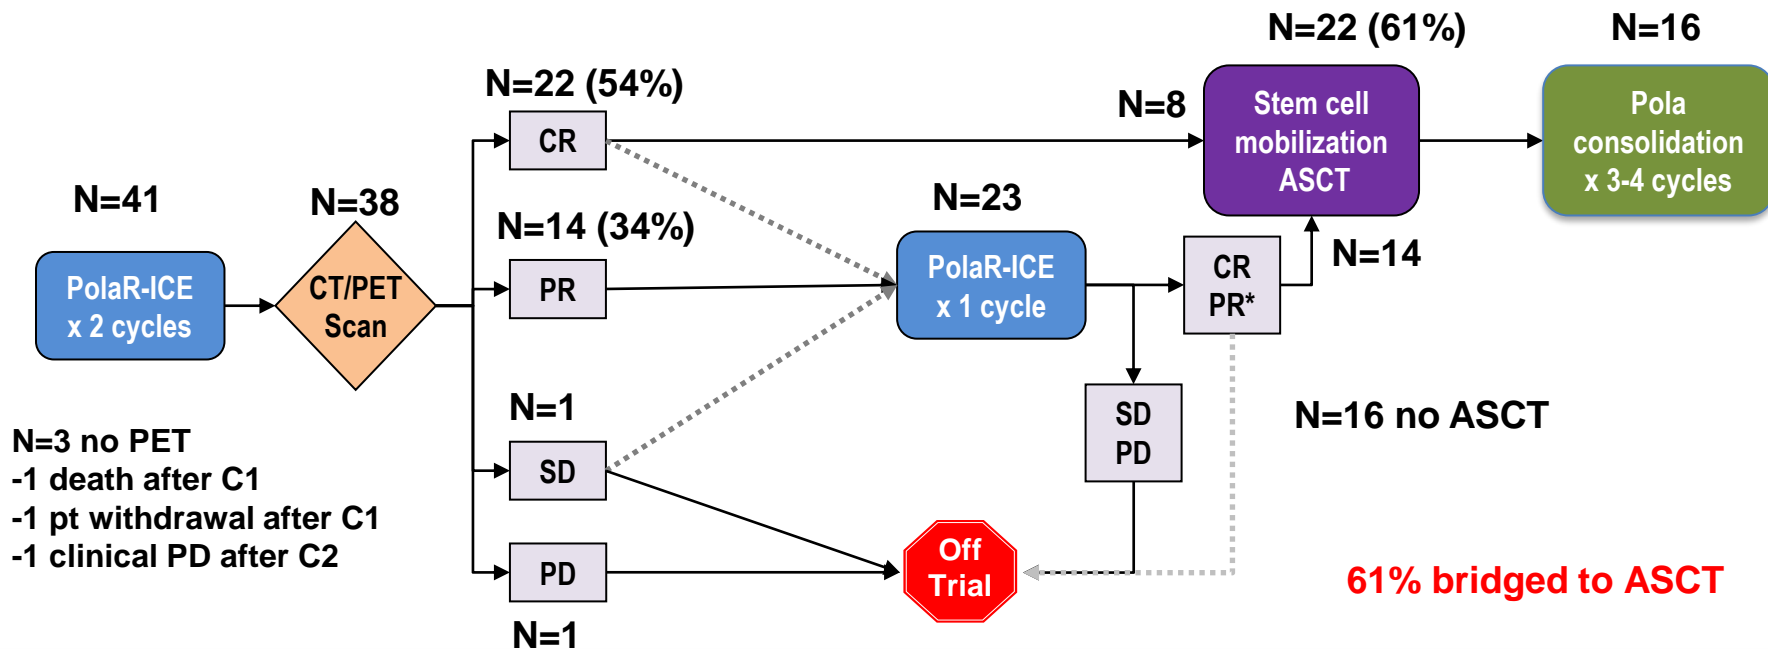 N=41
PolaR-ICE
x 2 cycles
N=3 no PET
-1 death after C1
-1 pt withdrawal after C1
-1 clinical PD after C2
N=38
CT/PET
Scan
N=22 (54%)
CR
N=14 (34%)
PR
N=1
SD
PD
N=1
N=23
PolaR-ICE
x 1 cycle
Off
Trial
CR
PR*
SD
PD
N=8
N=14
N=22 (61%)
Stem cell
mobilization
ASCT
N=16
Pola
consolidation
x 3-4 cycles
N=16 no ASCT
61% bridged to ASCT